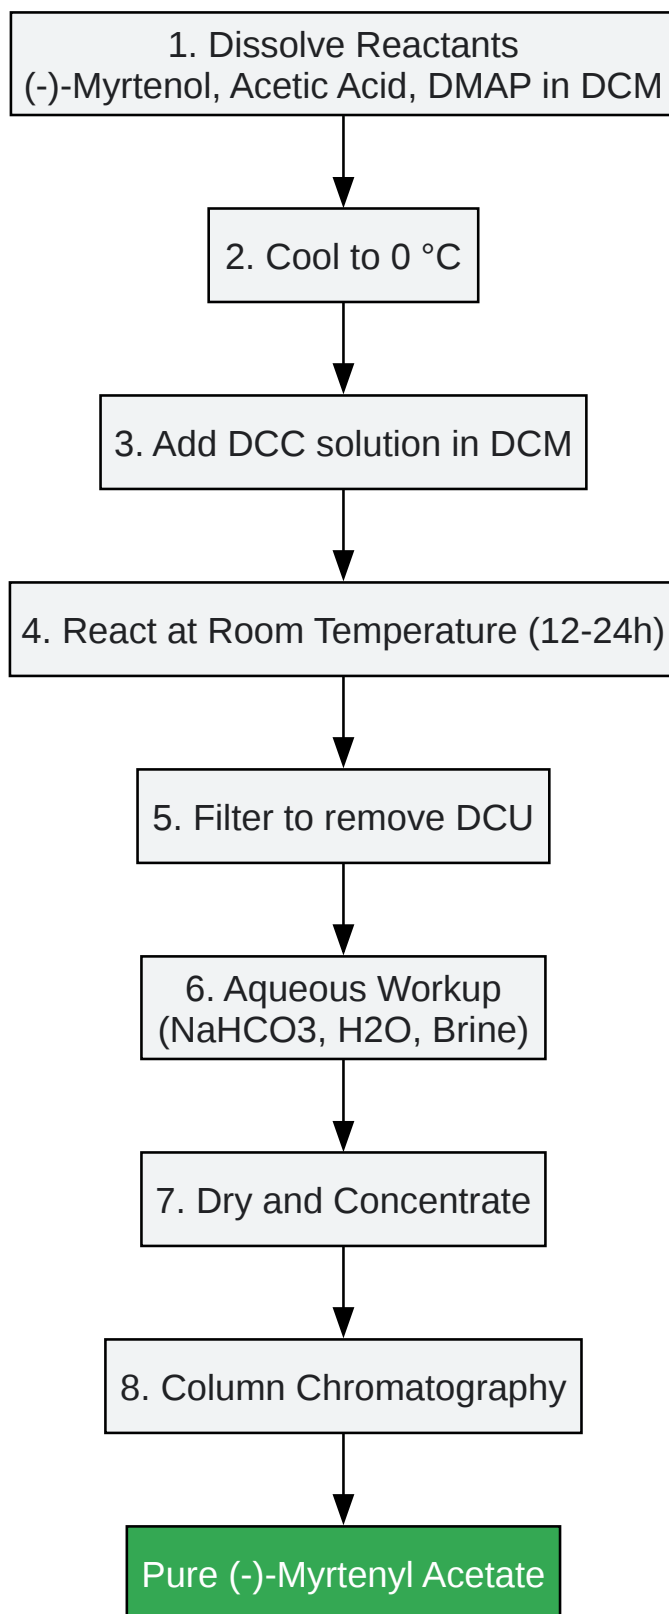 1. Dissolve Reactants
(-)-Myrtenol, Acetic Acid, DMAP in DCM
2. Cool to 0 °C
3. Add DCC solution in DCM
4. React at Room Temperature (12-24h)
5. Filter to remove DCU
6. Aqueous Workup
(NaHCO3, H2O, Brine)
7. Dry and Concentrate
8. Column Chromatography
Pure (-)-Myrtenyl Acetate